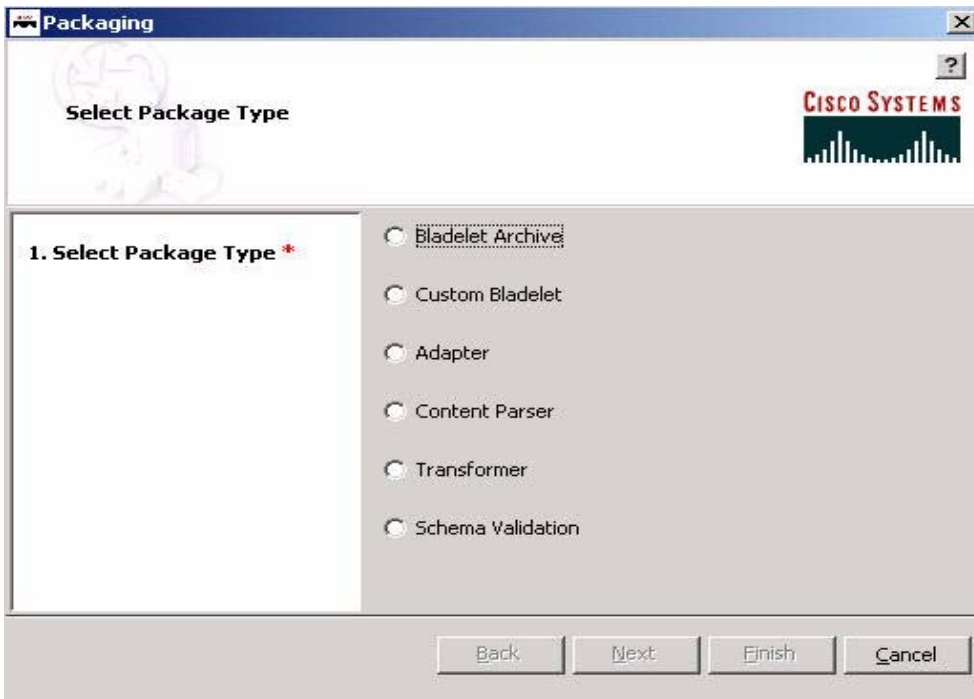 Packaging
?
Select Package Type
CISCO SYSTEMS
1. Select Package Type *
Bladelet Archive
Custom Bladelet
Adapter
Content Parser
Transformer
Schema Validation
Back Next Finish Cancel